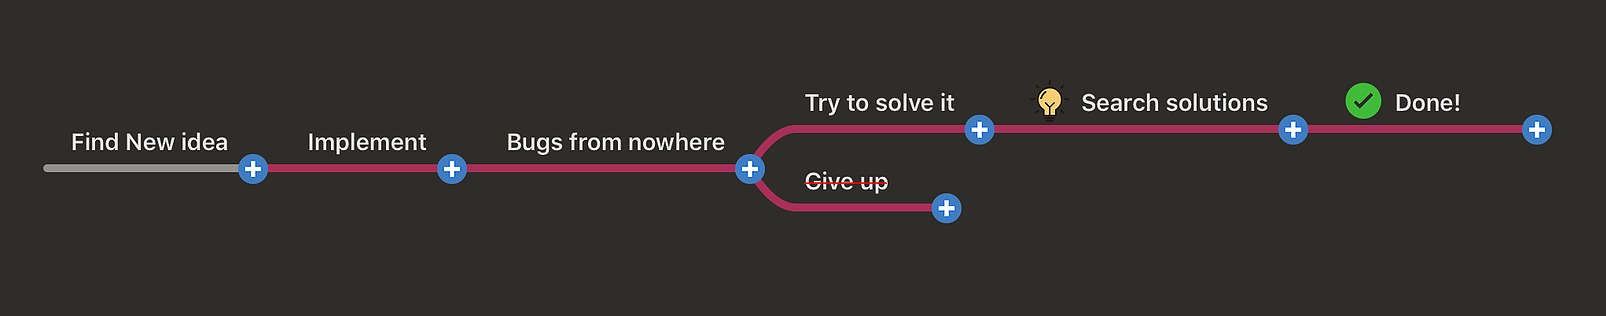 Find New idea
Implement
Bugs from nowhere
Try to solve it
Search solutions
Done!
Give up